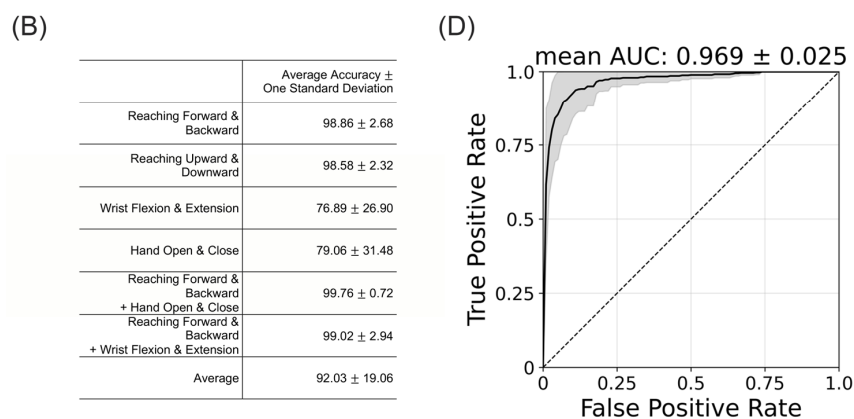 (B)
Average Accuracy ±
One Standard Deviation
Reaching Forward &
Backward
98.86 ± 2.68
Reaching Upward &
Downward
98.58 ± 2.32
Wrist Flexion & Extension
76.89 ± 26.90
Hand Open & Close
79.06 ± 31.48
Reaching Forward &
Backward
+ Hand Open & Close
99.76 ± 0.72
Reaching Forward &
Backward
+ Wrist Flexion & Extension
99.02 ± 2.94
Average
92.03 ± 19.06
(D)
mean AUC: 0.969 ± 0.025
True Positive Rate
1.0
0.75
0.5
0.25
0
0
0.25
0.5
0.75
1.0
False Positive Rate